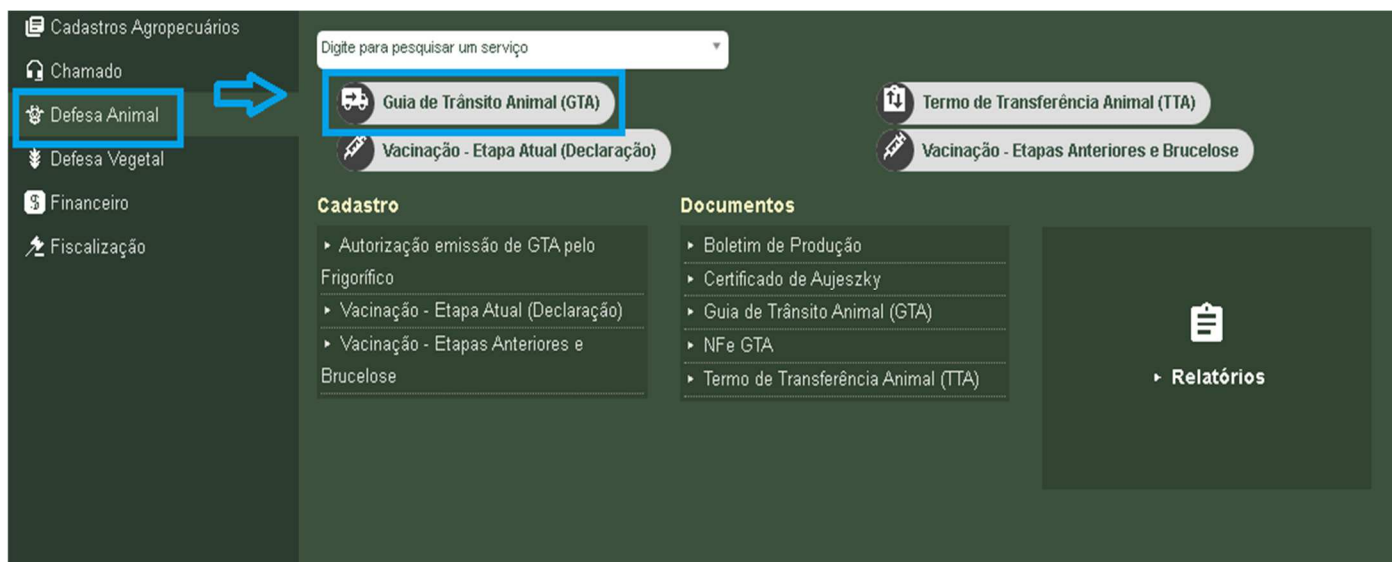 Cadastros Agropecuários
Chamado
Defesa Animal
Defesa Vegetal
Financeiro
Fiscalização
Digite para pesquisar um serviço
Guia de Trânsito Animal (GTA)
Termo de Transferência Animal (TTA)
Vacinação - Etapa Atual (Declaração)
Vacinação - Etapas Anteriores e Brucelose
Cadastro
Autorização emissão de GTA pelo
Frigorífico
Vacinação - Etapa Atual (Declaração)
Vacinação - Etapas Anteriores e
Brucelose
Documentos
Boletim de Produção
Certificado de Aujeszky
Guia de Trânsito Animal (GTA)
NFe GTA
Termo de Transferência Animal (TTA)
Relatórios